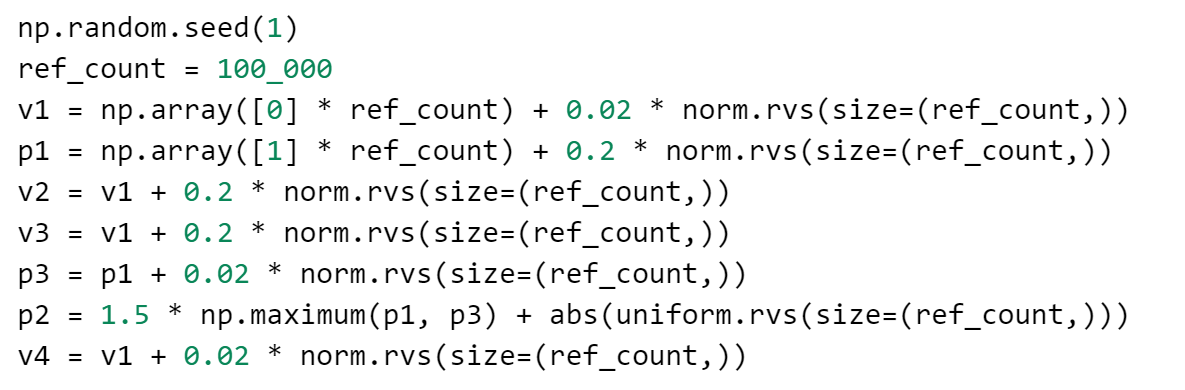 np.random.seed(1)
ref_count = 100_000
v1 = np.array([0] * ref_count) + 0.02 * norm.rvs(size=(ref_count,))
p1 = np.array([1] * ref_count) + 0.2 * norm.rvs(size=(ref_count,))
v2 = v1 + 0.2 * norm.rvs(size=(ref_count,))
v3 = v1 + 0.2 * norm.rvs(size=(ref_count,))
p3 = p1 + 0.02 * norm.rvs(size=(ref_count,))
p2 = 1.5 * np.maximum(p1, p3) + abs(uniform.rvs(size=(ref_count,)))
v4 = v1 + 0.02 * norm.rvs(size=(ref_count,))